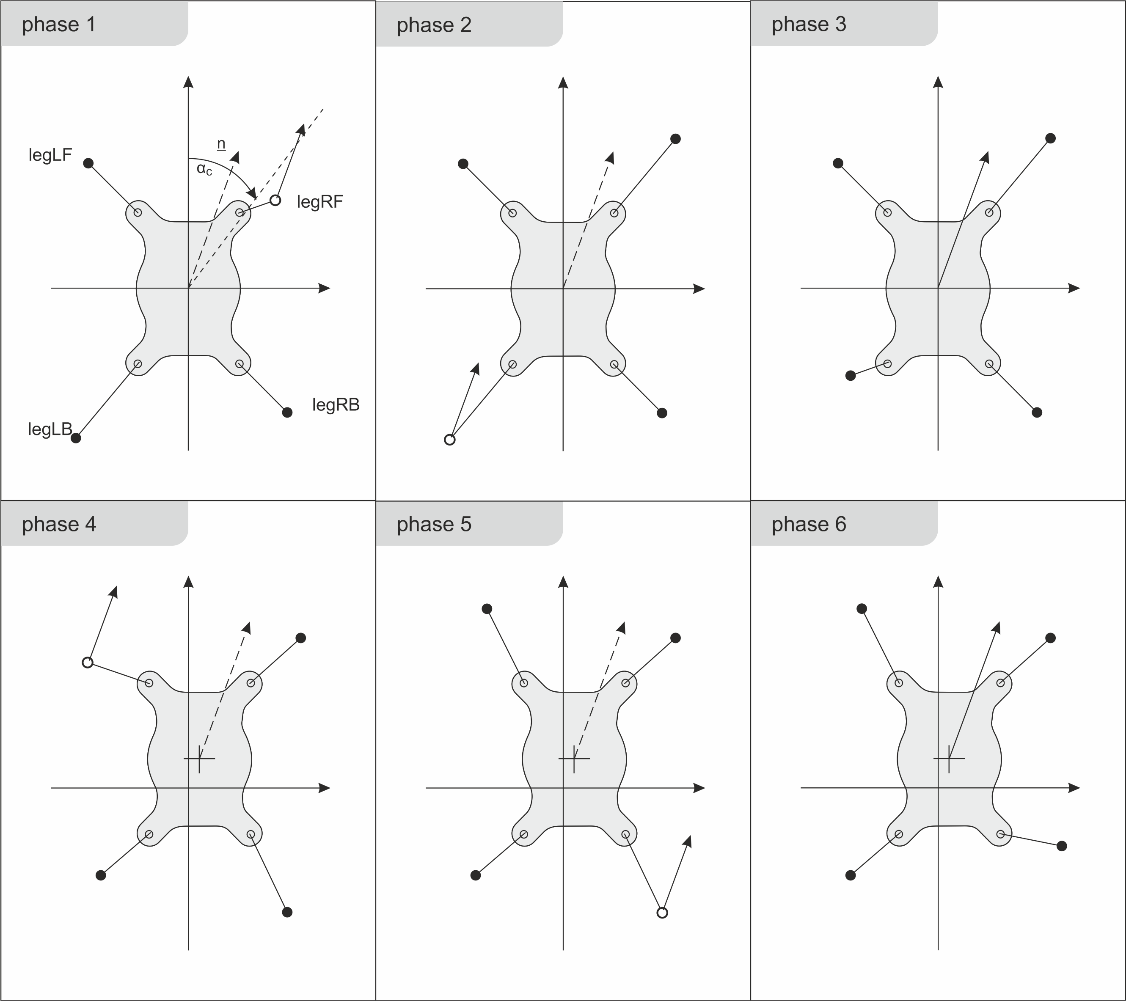 phase 1
phase 2
phase 3
legLF
n
αc
legRF
legLB
legRB
phase 4
phase 5
phase 6